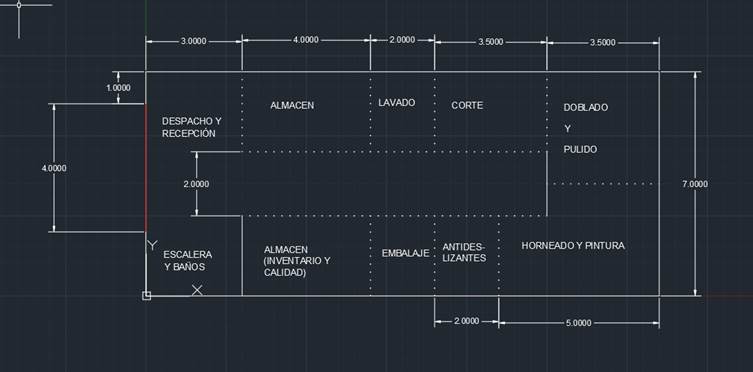 3.0000
4.0000
2.0000
3.5000
3.5000
1.0000
4.0000
2.0000
7.0000
DESPACHO Y
RECEPCIÓN
ALMACEN
LAVADO
CORTE
DOBLADO
Y
PULIDO
ESCALERA
Y BAÑOS
ALMACEN
(INVENTARIO Y
CALIDAD)
EMBALAJE
ANTIDES-
LIZANTES
HORNEADO Y PINTURA
Y
X
2.0000
5.0000